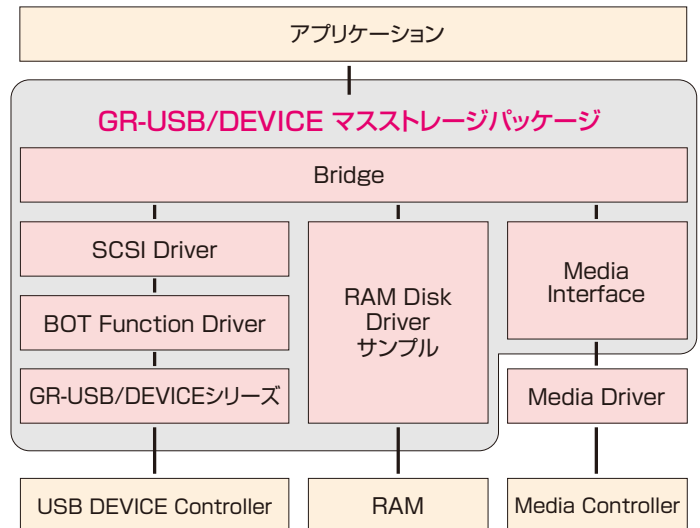 アプリケーション
GR-USB/DEVICE マスストレージパッケージ
Bridge
SCSI Driver
BOT Function Driver
GR-USB/DEVICEシリーズ
RAM Disk
Driver
サンプル
Media
Interface
Media Driver
USB DEVICE Controller
RAM
Media Controller